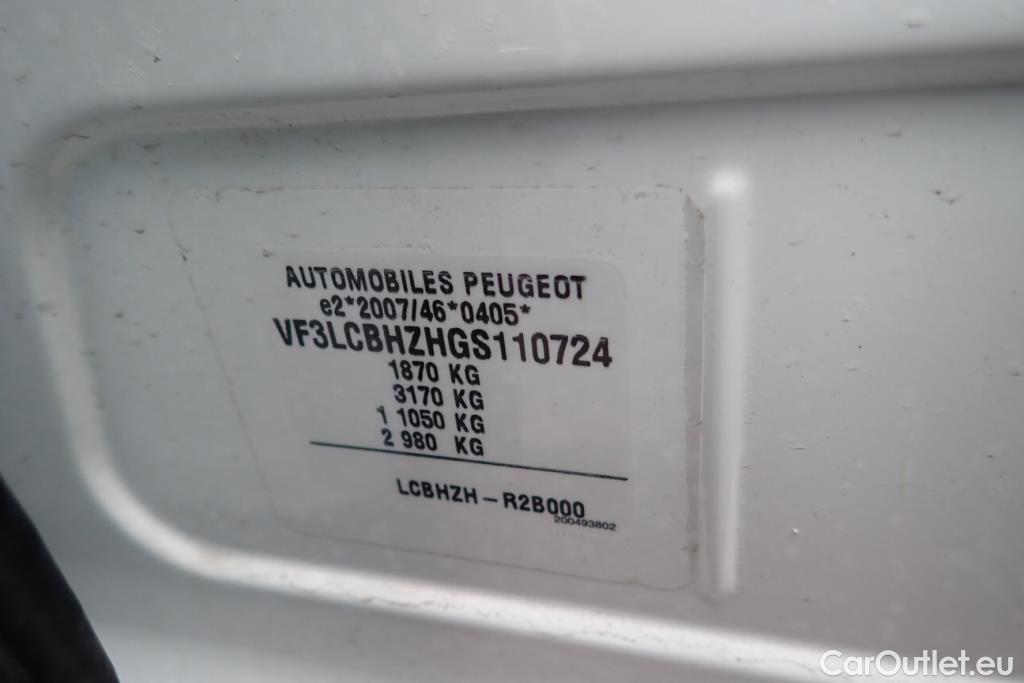 AUTOMOBILES PEUGEOT
e2*2007/46*0405*
VF3LCBHZHGS110724
1870 KG
3170 KG
1 1050 KG
2 980 KG
LCBHZH - R2B000
200493802
CarOutlet.eu